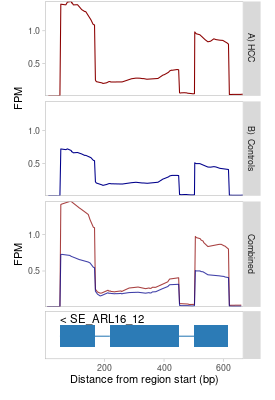 1.0
0.5
A) HCC
FPM
1.0
0.5
B) Controls
1.0
0.5
Combined
FPM
< SE_ARL16_12
200
400
600
Distance from region start (bp)